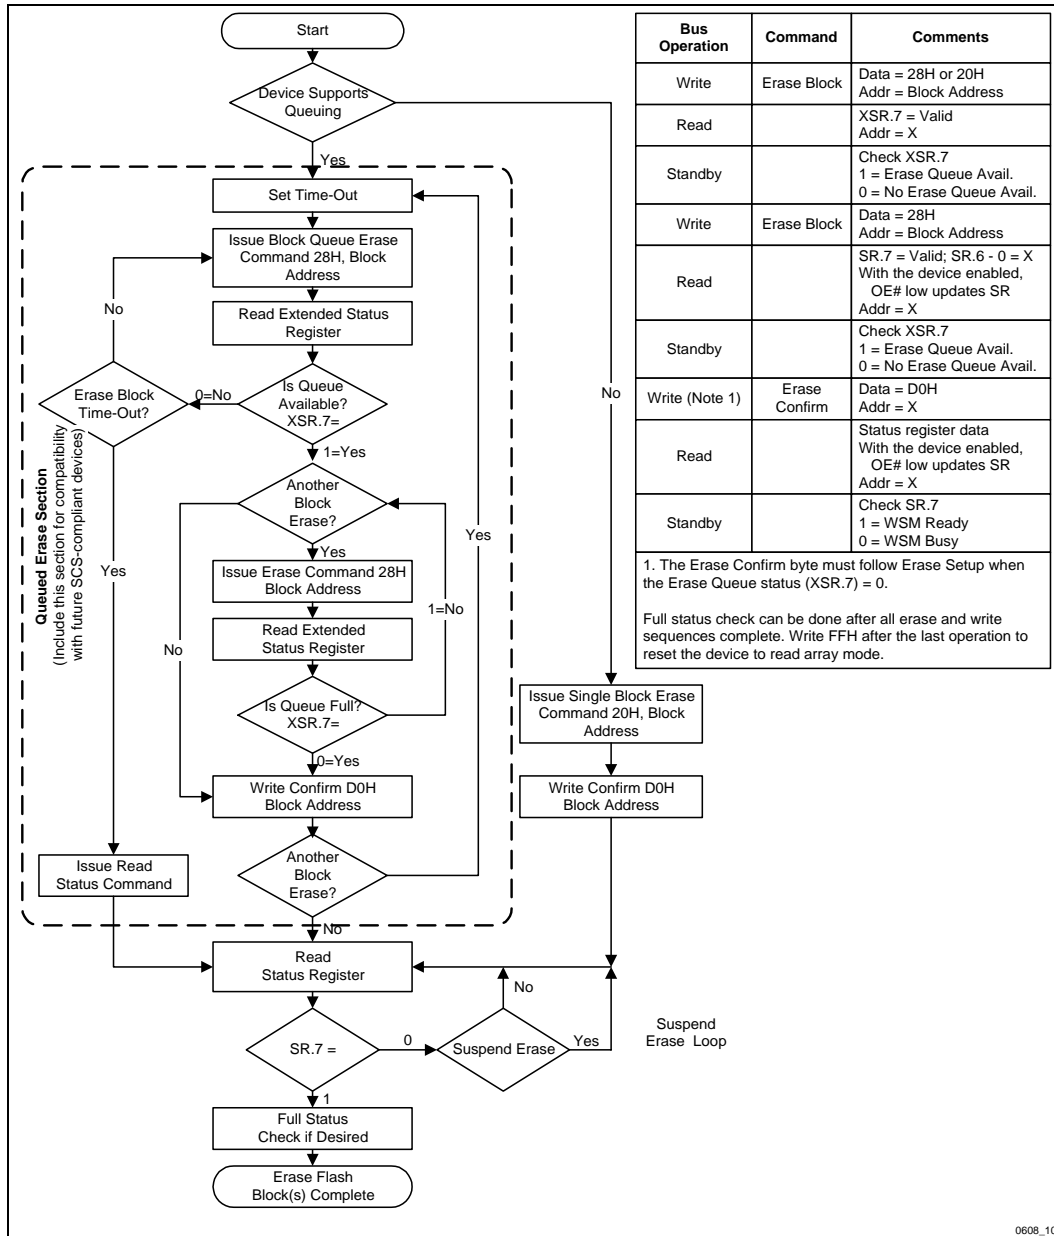 Start
Device Supports
Queuing
Yes
No
Set Time-Out
Issue Block Queue Erase
Command 28H, Block
Address
Read Extended Status
Register
Is Queue
Available?
XSR.7=
0=No
Erase Block
Time-Out?
No
Yes
1=Yes
Another
Block
Erase?
Yes
No
Issue Erase Command 28H
Block Address
Read Extended
Status Register
Is Queue Full?
XSR.7=
1=No
0=Yes
Write Confirm D0H
Block Address
Another
Block
Erase?
Yes
No
Issue Read
Status Command
Queued Erase Section
(Include this section for compatibility
with future SCS-compliant devices)
Issue Single Block Erase
Command 20H, Block
Address
Write Confirm D0H
Block Address
Read
Status Register
SR.7 =
0
Suspend Erase
No
Yes
Suspend
Erase Loop
1
Full Status
Check if Desired
Erase Flash
Block(s) Complete
Bus
Operation
Command
Comments
Write
Erase Block
Data = 28H or 20H
Addr = Block Address
Read
XSR.7 = Valid
Addr = X
Standby
Check XSR.7
1 = Erase Queue Avail.
0 = No Erase Queue Avail.
Write
Erase Block
Data = 28H
Addr = Block Address
Read
SR.7 = Valid; SR.6 - 0 = X
With the device enabled,
OE# low updates SR
Addr = X
Standby
Check XSR.7
1 = Erase Queue Avail.
0 = No Erase Queue Avail.
Write (Note 1)
Erase
Confirm
Data = D0H
Addr = X
Read
Status register data
With the device enabled,
OE# low updates SR
Addr = X
Standby
Check SR.7
1 = WSM Ready
0 = WSM Busy
1. The Erase Confirm byte must follow Erase Setup when
the Erase Queue status (XSR.7) = 0.
Full status check can be done after all erase and write
sequences complete. Write FFH after the last operation to
reset the device to read array mode.
0608_10